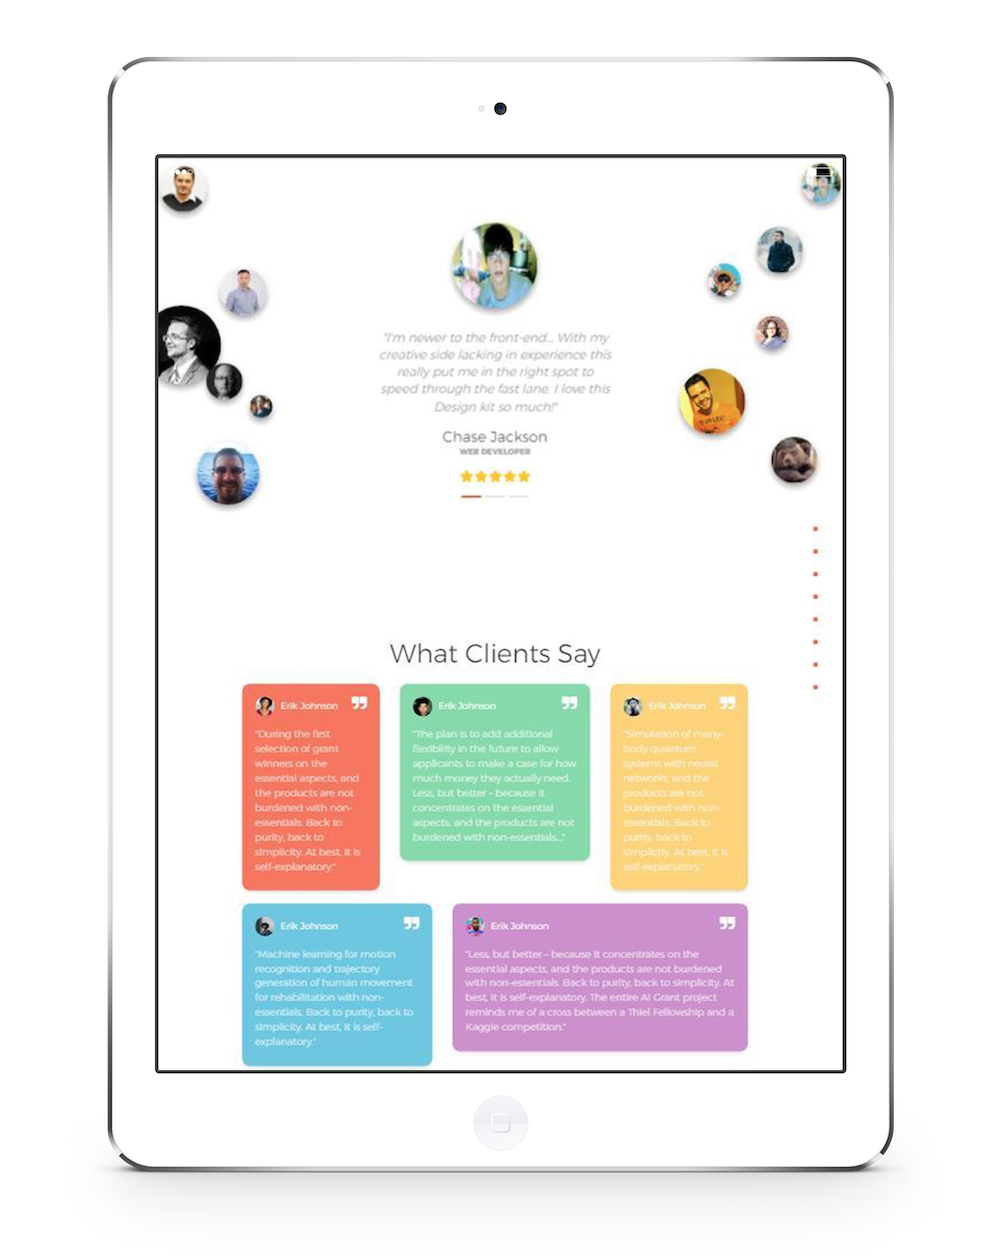 "I'm newer to the front-end... With my
creative side lacking in experience this
really put me in the right spot to
speed through the fast lane. I love this
Design kit so much!"
Chase Jackson
WEB DEVELOPER
What Clients Say
Erik Johnson
"During the first
selection of grant
winners on the
essential aspects, and
the products are not
burdened with non-
essentials. Back to
purity, back to
simplicity. At best, it is
self-explanatory."
Erik Johnson
"The plan is to add additional
flexibility in the future to allow
applicants to make a case for how
much money they actually need.
Less, but better – because it
concentrates on the essential
aspects, and the products are not
burdened with non-essentials..."
Erik Johnson
"Simulation of many-
body quantum
systems with neural
networks, and the
products are not
burdened with non-
essentials. Back to
purity, back to
simplicity. At best, it is
self-explanatory."
Erik Johnson
"Machine learning for motion
recognition and trajectory
generation of human movement
for rehabilitation with non-
essentials. Back to purity, back to
simplicity. At best, it is self-
explanatory."
Erik Johnson
"Less, but better – because it concentrates on the
essential aspects, and the products are not burdened
with non-essentials. Back to purity, back to simplicity. At
best, it is self-explanatory. The entire AI Grant project
reminds me of a cross between a Thiel Fellowship and a
Kaggle competition."